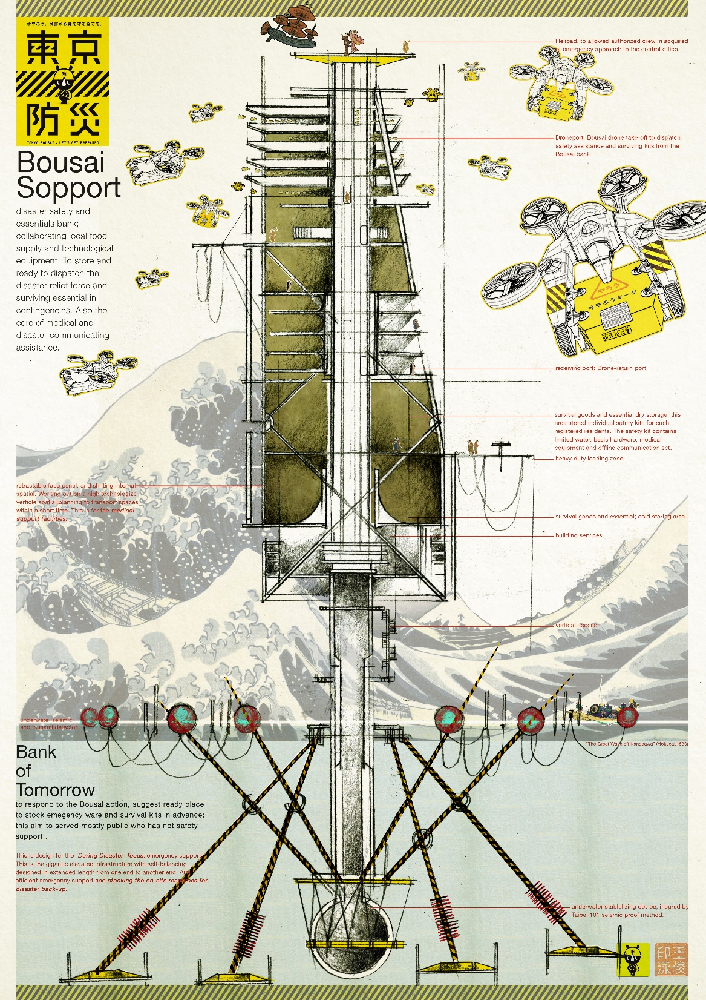 今やろう。災害から身を守る全てを。
東京
防
防災
TOKYO BOUSAI / LET'S GET PREPARED!
Bousai
Sopport
disaster safety and
essentials bank;
collaborating local food
supply and technological
equipment. To store and
ready to dispatch the
disaster relief force and
surviving essential in
contingencies. Also the
core of medical and
disaster communicating
assistance.
Helipad, to allowed authorized crew in acquired
of emergency approach to the control office.
Droneport, Bousai drone take-off to dispatch
safety assistance and surviving kits from the
Bousai bank.
やろう
今やろうマーク
receiving port; Drone-return port.
survival goods and essential dry storage; this
area stored individual safety kits for each
registered residents. The safety kit contains
limited water, basic hardware, medical
equipment and offline communication set.
heavy duty loading zone
retractable face panel, and shifting internal
spatial. Working out on a high technologize
verticle spatial planning to transport spaces
within a short time. This is for the medical
support facilities.
survival goods and essential; cold storing area
building services.
vertical access.
underwater seismic
and tsunami detector.
"The Great Wave off Kanagawa" (Hokusai,1830)
Bank
of
Tomorrow
to respond to the Bousai action, suggest ready place
to stock emegency ware and survival kits in advance;
this aim to served mostly public who has not safety
support .
This is design for the 'During Disaster' focus; emergency support.
This is the gigantic elevated infrastructure with self-balancing;
designed in extended length from one end to another end. Aim
efficient emergency support and stocking the on-site resources for
disaster back-up.
underwater stablelizing device; inspred by
Taipei 101 seismic proof method.
王俊
印泳